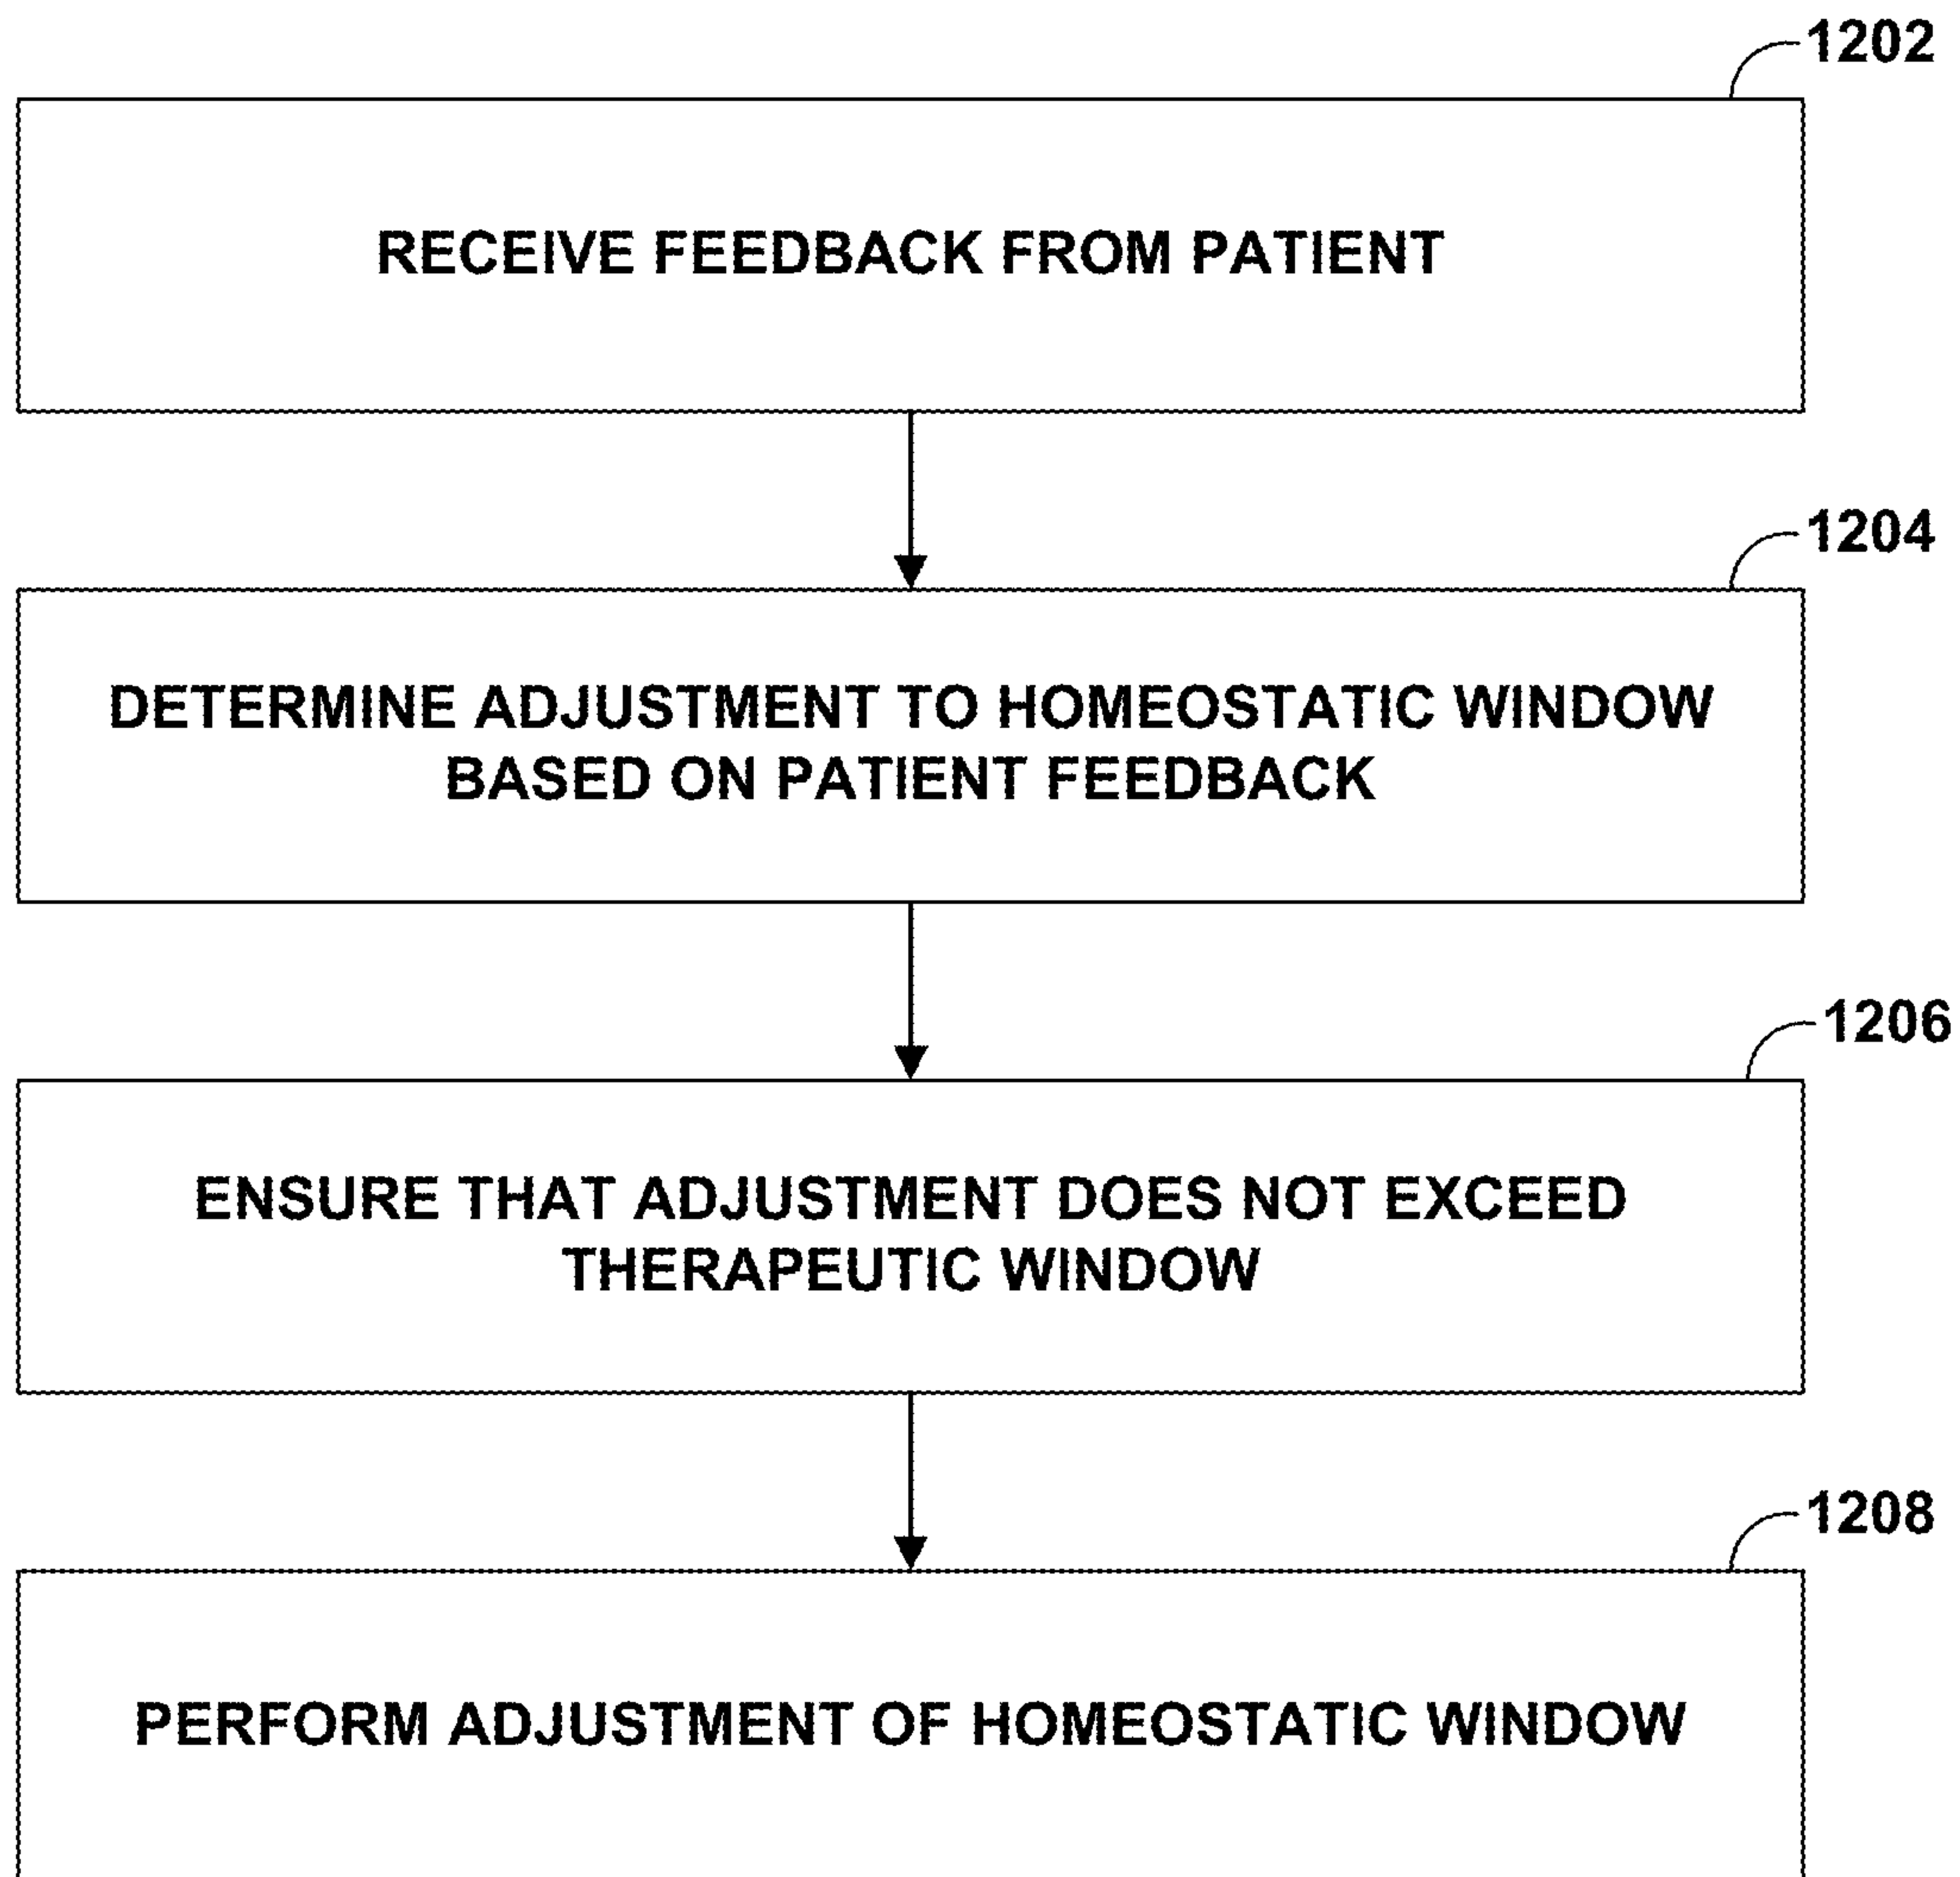 1202
RECEIVE FEEDBACK FROM PATIENT
1204
DETERMINE ADJUSTMENT TO HOMEOSTATIC WINDOW
BASED ON PATIENT FEEDBACK
1206
ENSURE THAT ADJUSTMENT DOES NOT EXCEED
THERAPEUTIC WINDOW
1208
PERFORM ADJUSTMENT OF HOMEOSTATIC WINDOW